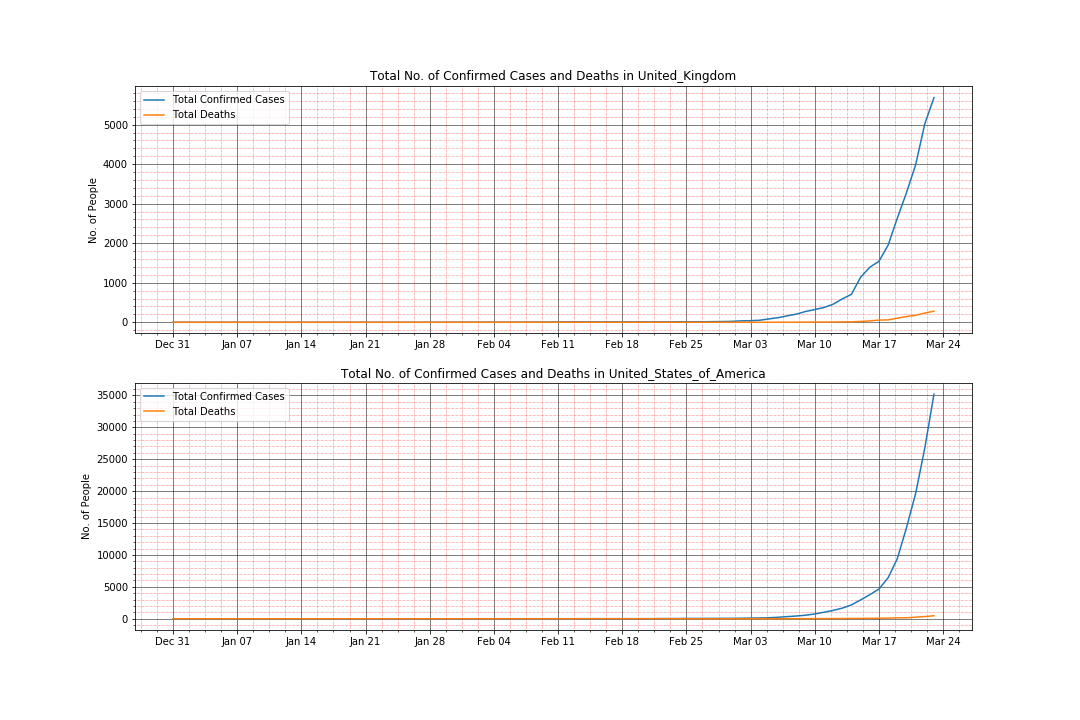 Total No. of Confirmed Cases and Deaths in United_Kingdom
Total Confirmed Cases
Total Deaths
No. of People
5000
4000
3000
2000
1000
0
Dec 31 Jan 07 Jan 14 Jan 21 Jan 28 Feb 04 Feb 11 Feb 18 Feb 25 Mar 03 Mar 10 Mar 17 Mar 24
Total No. of Confirmed Cases and Deaths in United_States_of_America
Total Confirmed Cases
Total Deaths
No. of People
35000
30000
25000
20000
15000
10000
5000
0
Dec 31 Jan 07 Jan 14 Jan 21 Jan 28 Feb 04 Feb 11 Feb 18 Feb 25 Mar 03 Mar 10 Mar 17 Mar 24